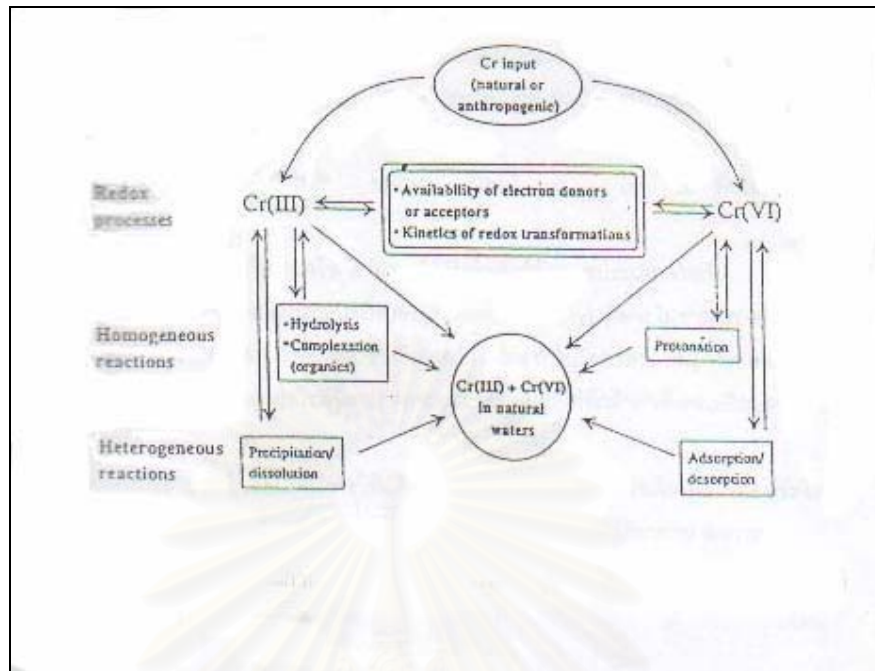 Cr input
(natural or
anthropogenic)
Redox
processes
Cr(III)
• Availability of electron donors
or acceptors
• Kinetics of redox transformations
Cr(VI)
Homogeneous
reactions
• Hydrolysis
• Complexation
(organics)
Protonation
Cr(III) + Cr(VI)
in natural
waters
Heterogeneous
reactions
Precipitation/
dissolution
Adsorption/
desorption